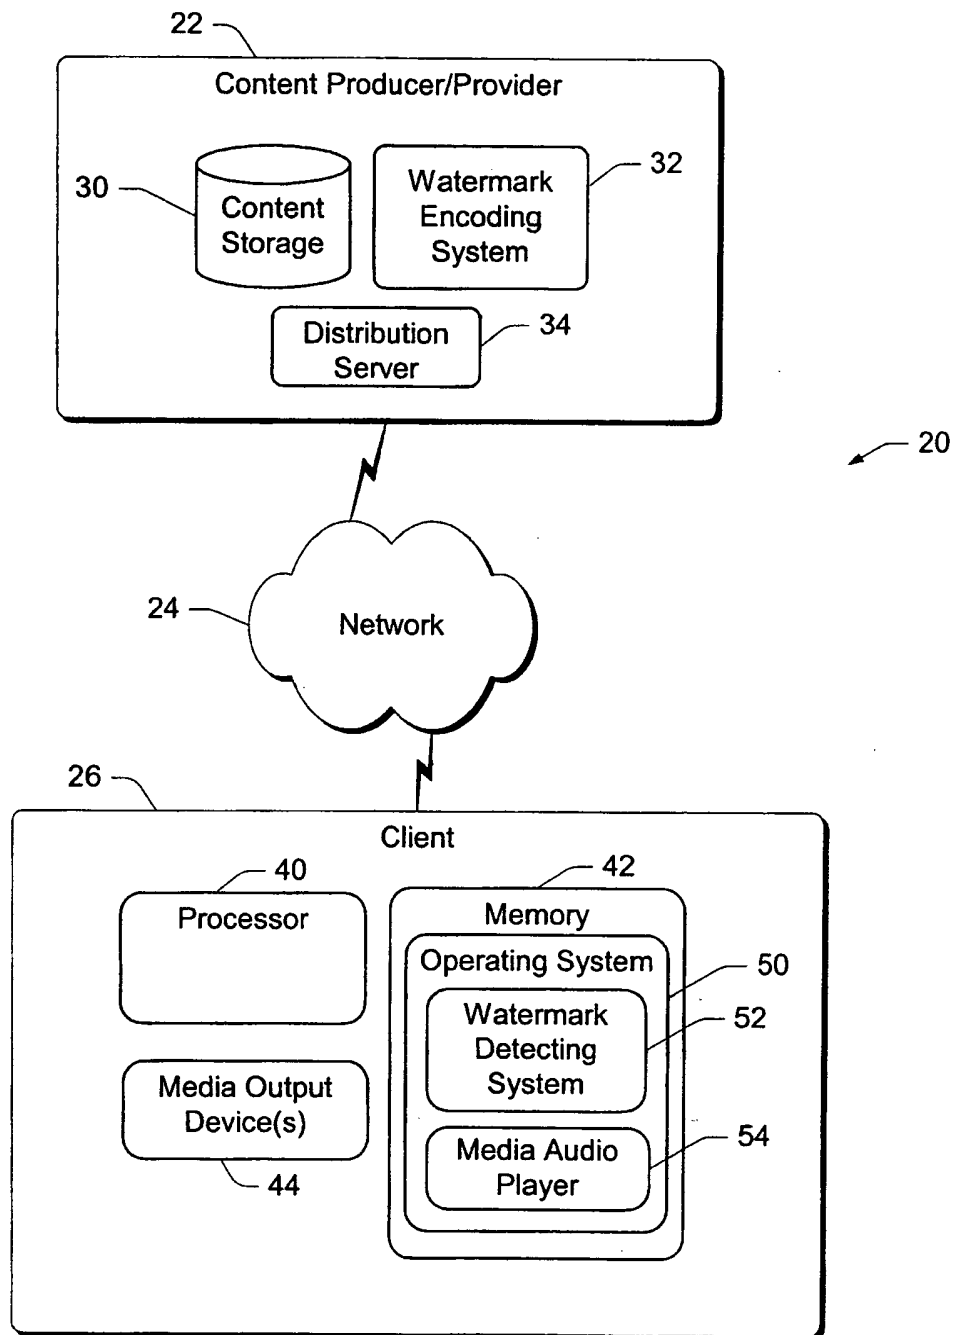 22
Content Producer/Provider
30
Content
Storage
Watermark
Encoding
System
32
Distribution
Server
34
20
24
Network
26
Client
40
Processor
42
Memory
Operating System
50
Watermark
Detecting
System
52
Media Output
Device(s)
44
Media Audio
Player
54